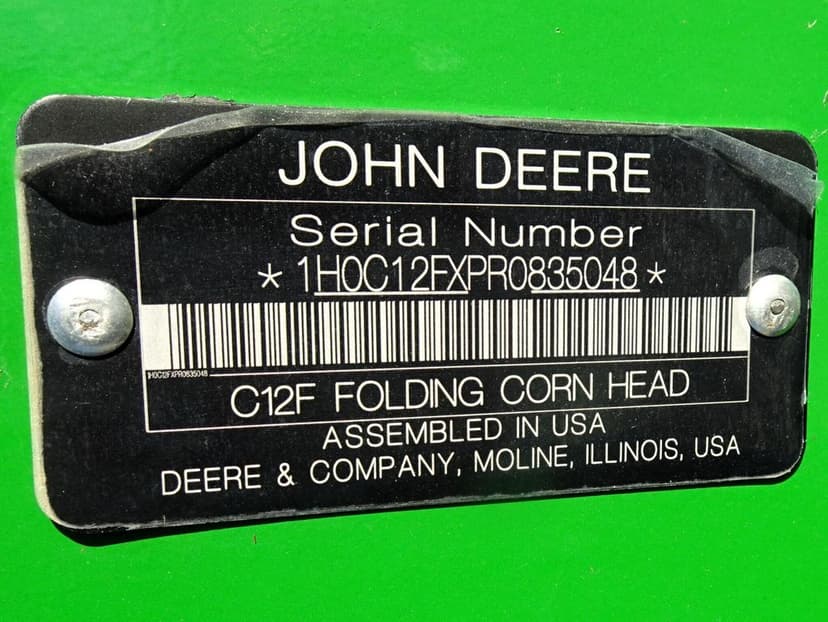 JOHN DEERE
Serial Number
* 1H0C12FXPR0835048 *
1H0C12FXPR0835048
C12F FOLDING CORN HEAD
ASSEMBLED IN USA
DEERE & COMPANY, MOLINE, ILLINOIS, USA